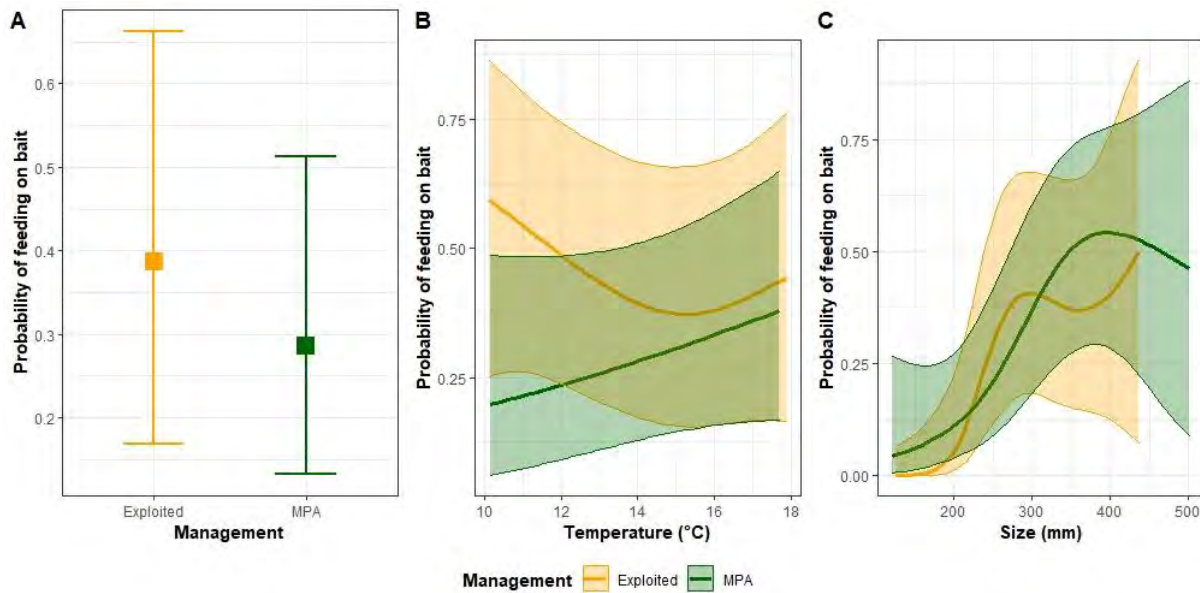 A
Probability of feeding on bait
0.6
0.5
0.4
0.3
0.2
Exploited MPA
Management
B
Probability of feeding on bait
0.75
0.50
0.25
10 12 14 16 18
Temperature (°C)
C
Probability of feeding on bait
0.75
0.50
0.25
0.00
200 300 400 500
Size (mm)
Management Exploited MPA